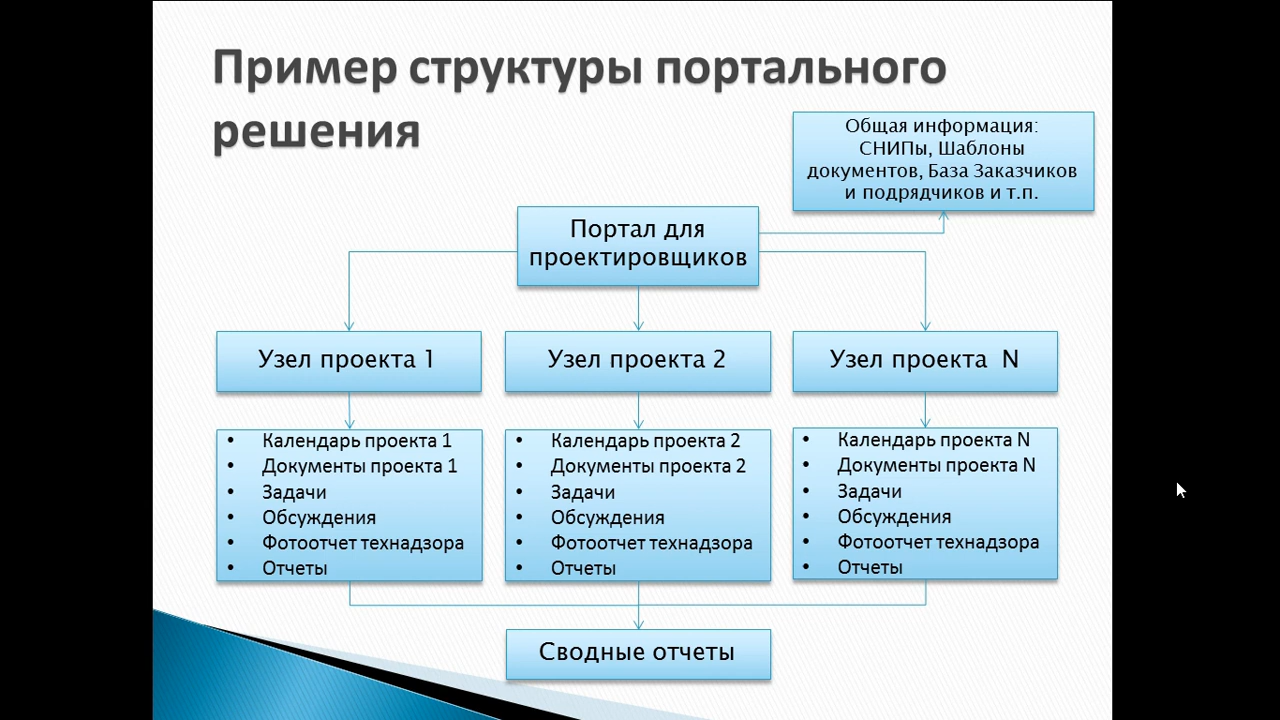 Пример структуры портального
решения
Общая информация:
СНИПы, Шаблоны
документов, База Заказчиков
и подрядчиков и т.п.
Портал для
проектировщиков
Узел проекта 1
Узел проекта 2
Узел проекта N
• Календарь проекта 1
• Документы проекта 1
• Задачи
• Обсуждения
• Фотоотчет технадзора
• Отчеты
• Календарь проекта 2
• Документы проекта 2
• Задачи
• Обсуждения
• Фотоотчет технадзора
• Отчеты
• Календарь проекта N
• Документы проекта N
• Задачи
• Обсуждения
• Фотоотчет технадзора
• Отчеты
Сводные отчеты